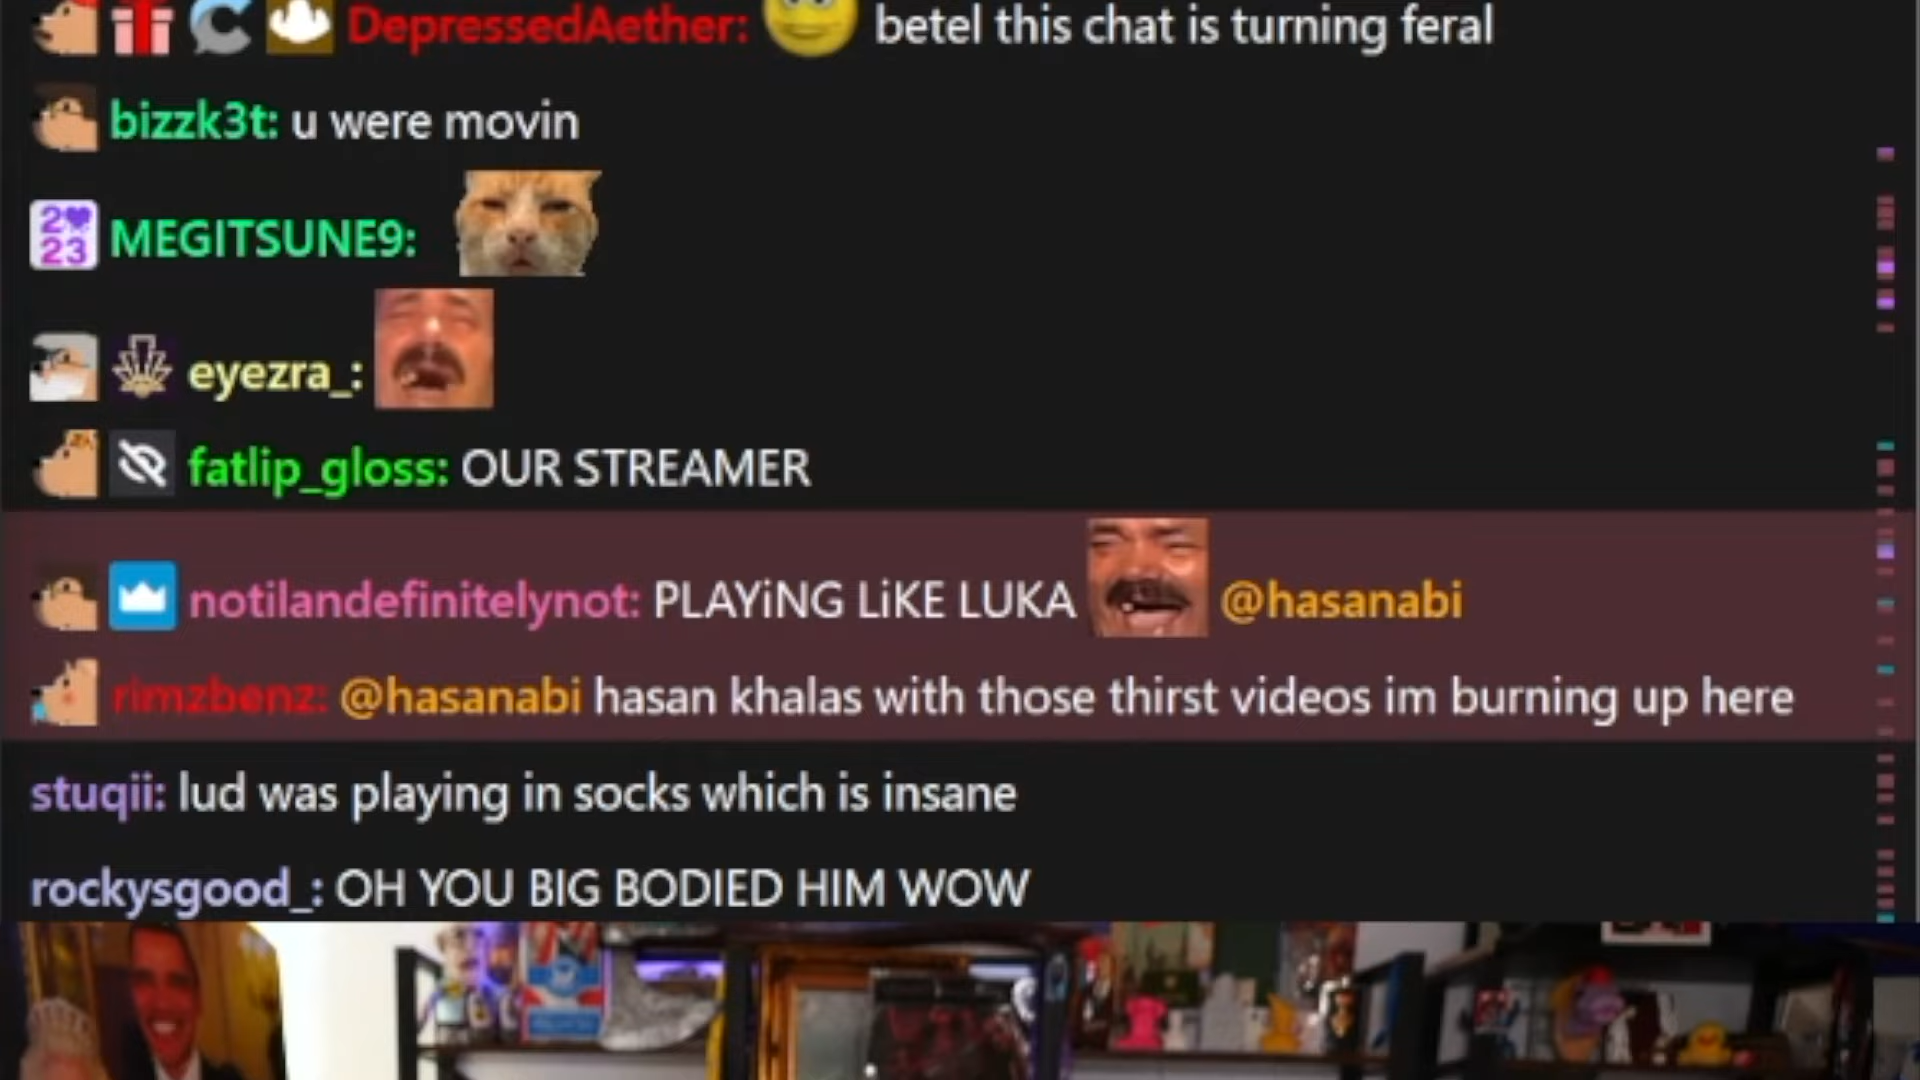 DepressedAether: betel this chat is turning feral
bizzk3t: u were movin
2023 MEGITSUNE9:
eyezra_:
fatlip_gloss: OUR STREAMER
notilandefinitelynot: PLAYiNG LiKE LUKA @hasanabi
rimzbenz: @hasanabi hasan khalas with those thirst videos im burning up here
stuqii: lud was playing in socks which is insane
rockysgood_: OH YOU BIG BODIED HIM WOW